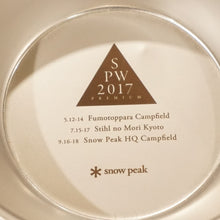 S
PW
2017
PREMIUM
5.12-14 Fumotoppara Campfield
7.15-17 Stihl no Mori Kyoto
9.16-18 Snow Peak HQ Campfield
snow peak